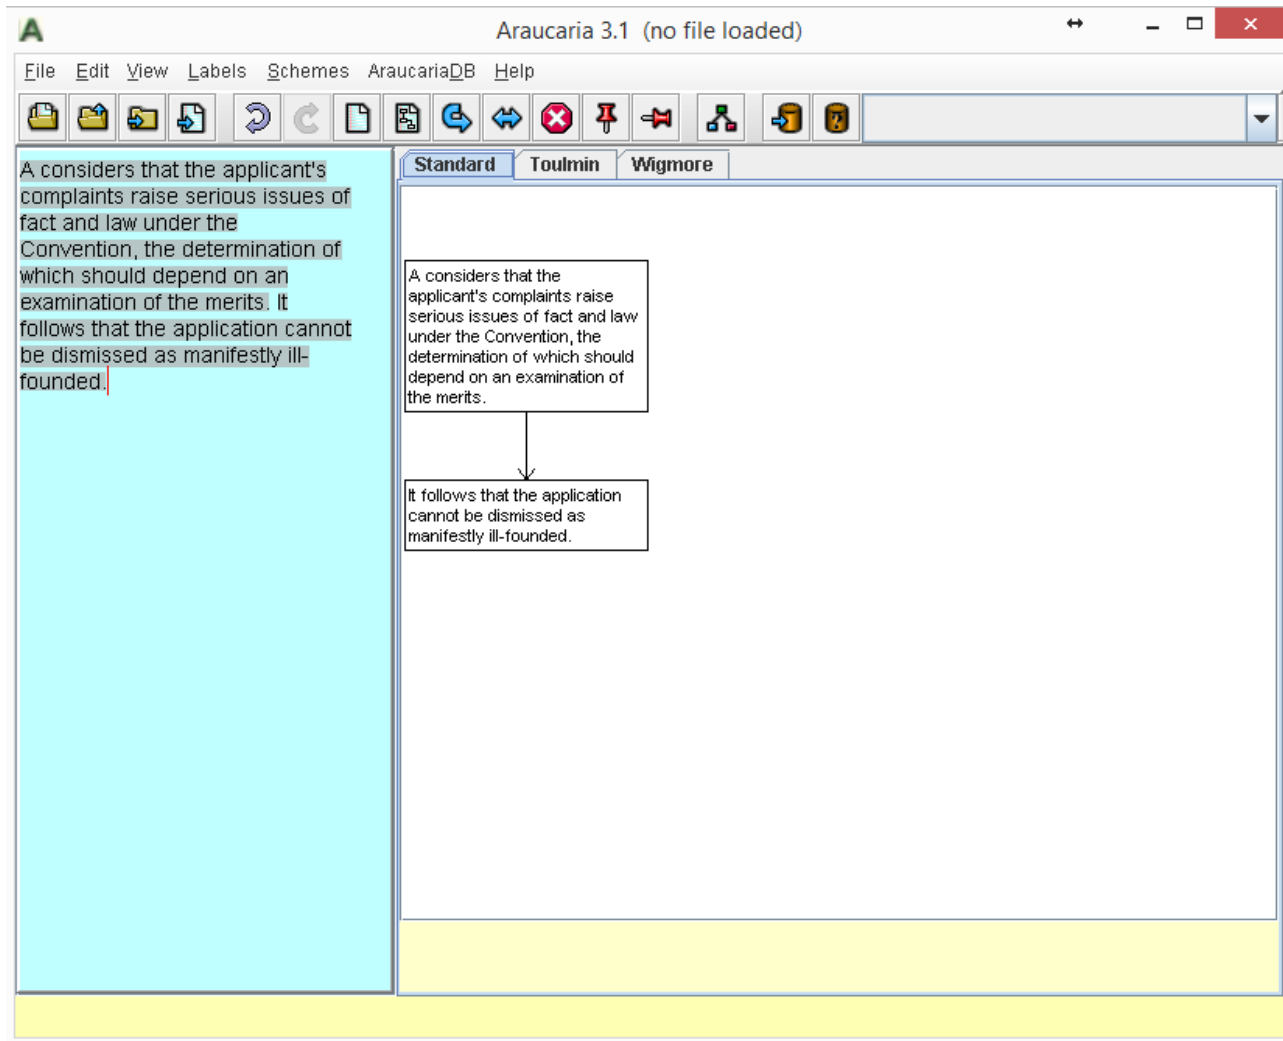 Araucaria 3.1 (no file loaded)
File Edit View Labels Schemes AraucariaDB Help
A considers that the applicant's
complaints raise serious issues of
fact and law under the
Convention, the determination of
which should depend on an
examination of the merits. It
follows that the application cannot
be dismissed as manifestly ill-
founded.
Standard Toulmin Wigmore
A considers that the
applicant's complaints raise
serious issues of fact and law
under the Convention, the
determination of which should
depend on an examination of
the merits.
It follows that the application
cannot be dismissed as
manifestly ill-founded.